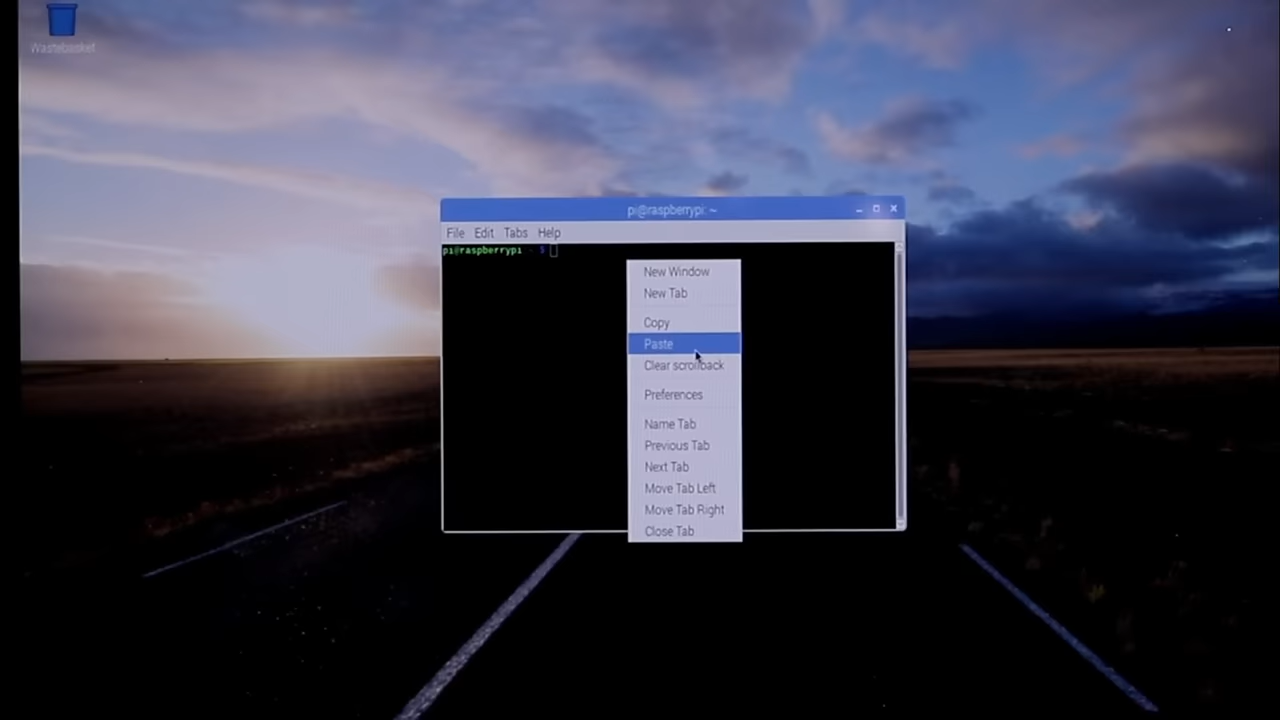 Wastebasket
pi@raspberrypi: ~
File Edit Tabs Help
pi@raspberrypi ~ $
New Window
New Tab
Copy
Paste
Clear scrollback
Preferences
Name Tab
Previous Tab
Next Tab
Move Tab Left
Move Tab Right
Close Tab